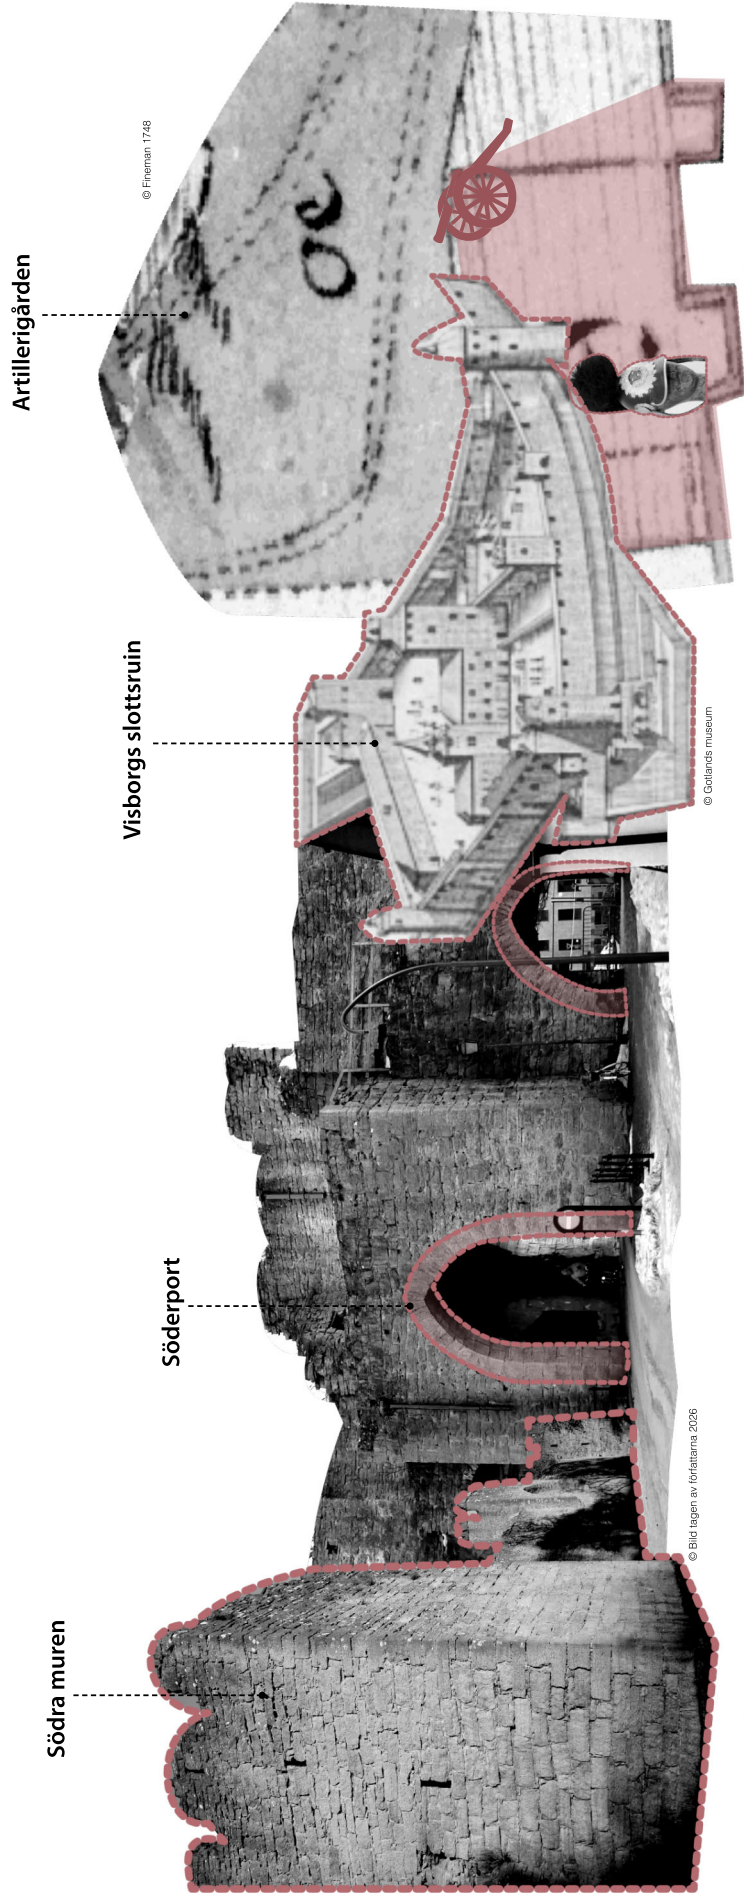 Södra muren
Söderport
Visborgs slottsruin
Artillerigården
© Bild tagen av författarna 2026
© Gotlands museum
© Fineman 1748